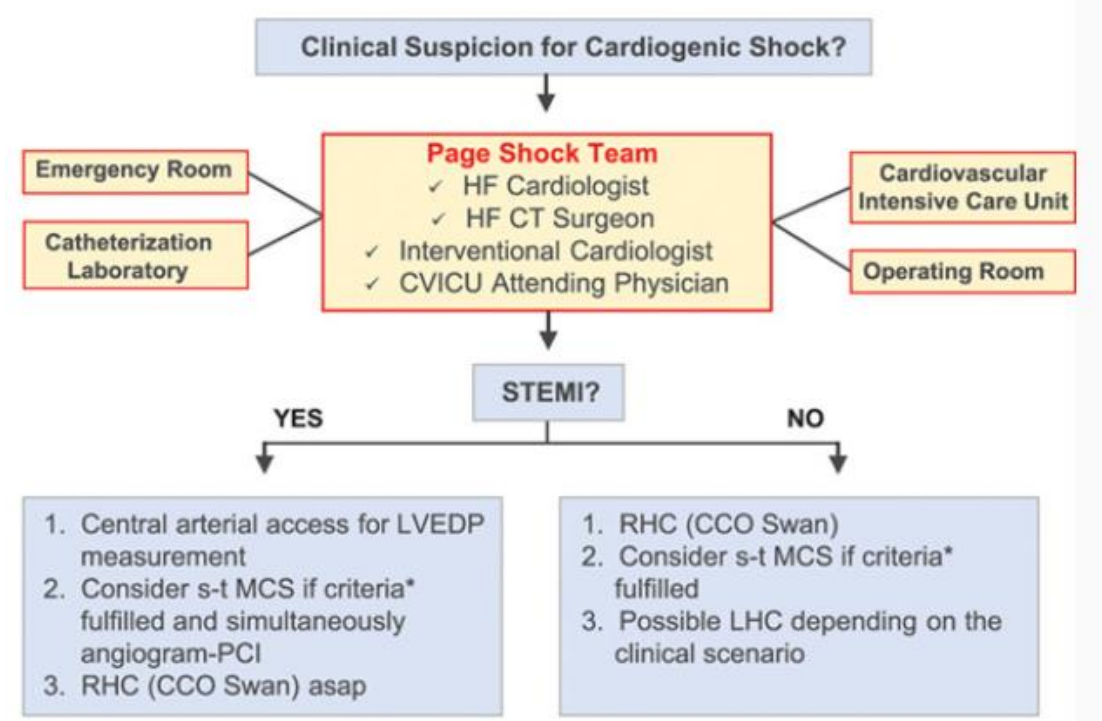 Clinical Suspicion for Cardiogenic Shock?
Emergency Room
Catheterization
Laboratory
Page Shock Team
✓ HF Cardiologist
✓ HF CT Surgeon
✓ Interventional Cardiologist
✓ CVICU Attending Physician
Cardiovascular
Intensive Care Unit
Operating Room
STEMI?
YES
NO
1. Central arterial access for LVEDP
measurement
2. Consider s-t MCS if criteria*
fulfilled and simultaneously
angiogram-PCI
3. RHC (CCO Swan) asap
1. RHC (CCO Swan)
2. Consider s-t MCS if criteria*
fulfilled
3. Possible LHC depending on the
clinical scenario